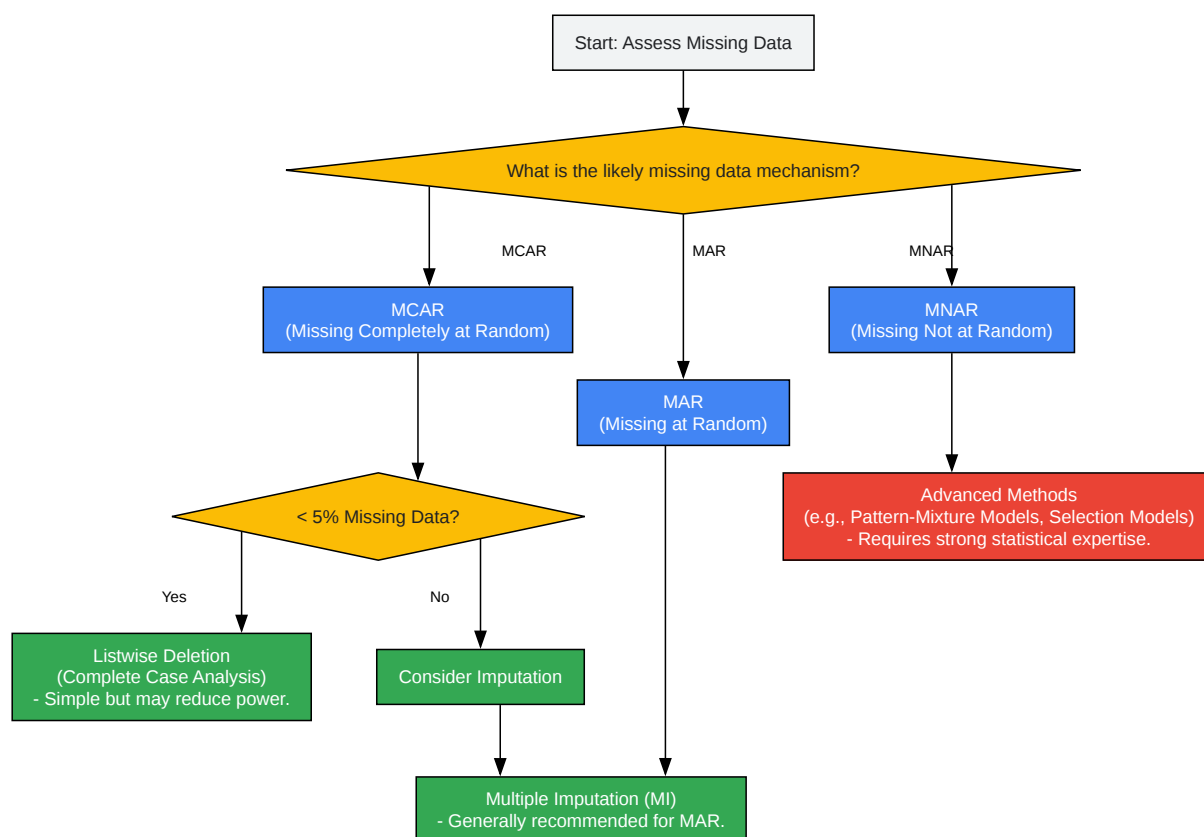 Start: Assess Missing Data
What is the likely missing data mechanism?
MCAR
MAR
MNAR
MCAR
(Missing Completely at Random)
MNAR
(Missing Not at Random)
MAR
(Missing at Random)
< 5% Missing Data?
Advanced Methods
(e.g., Pattern-Mixture Models, Selection Models)
- Requires strong statistical expertise.
Yes
No
Listwise Deletion
(Complete Case Analysis)
- Simple but may reduce power.
Consider Imputation
Multiple Imputation (MI)
- Generally recommended for MAR.